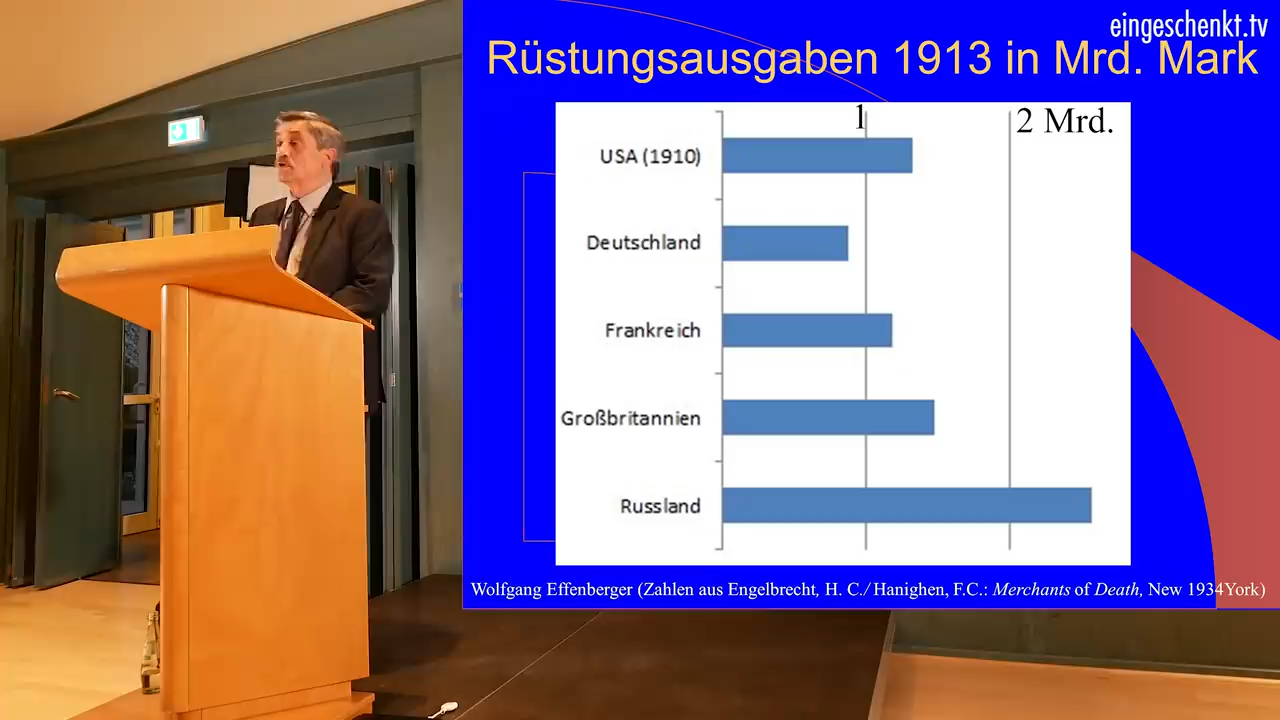 eingeschenkt.tv
Rüstungsausgaben 1913 in Mrd. Mark
1
2 Mrd.
USA (1910)
Deutschland
Frankreich
Großbritannien
Russland
Wolfgang Effenberger (Zahlen aus Engelbrecht, H. C./ Hanighen, F.C.: Merchants of Death, New 1934York)